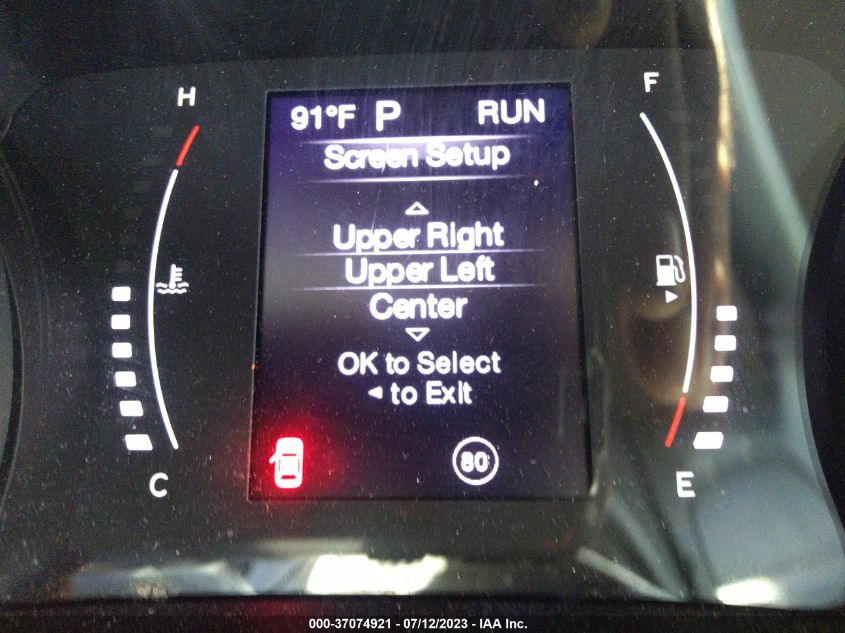 H
F
91°F P RUN
Screen Setup
Upper Right
Upper Left
Center
OK to Select
◄ to Exit
80
C
E
000-37074921 - 07/12/2023 - IAA Inc.